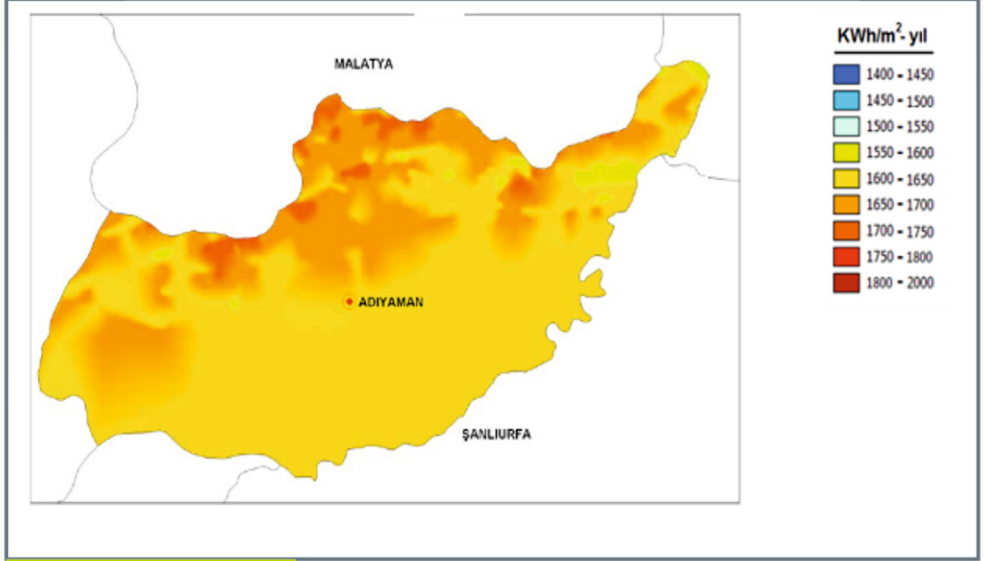 MALATYA
ADIYAMAN
ŞANLIURFA
KWh/m²- yıl
1400 - 1450
1450 - 1500
1500 - 1550
1550 - 1600
1600 - 1650
1650 - 1700
1700 - 1750
1750 - 1800
1800 - 2000